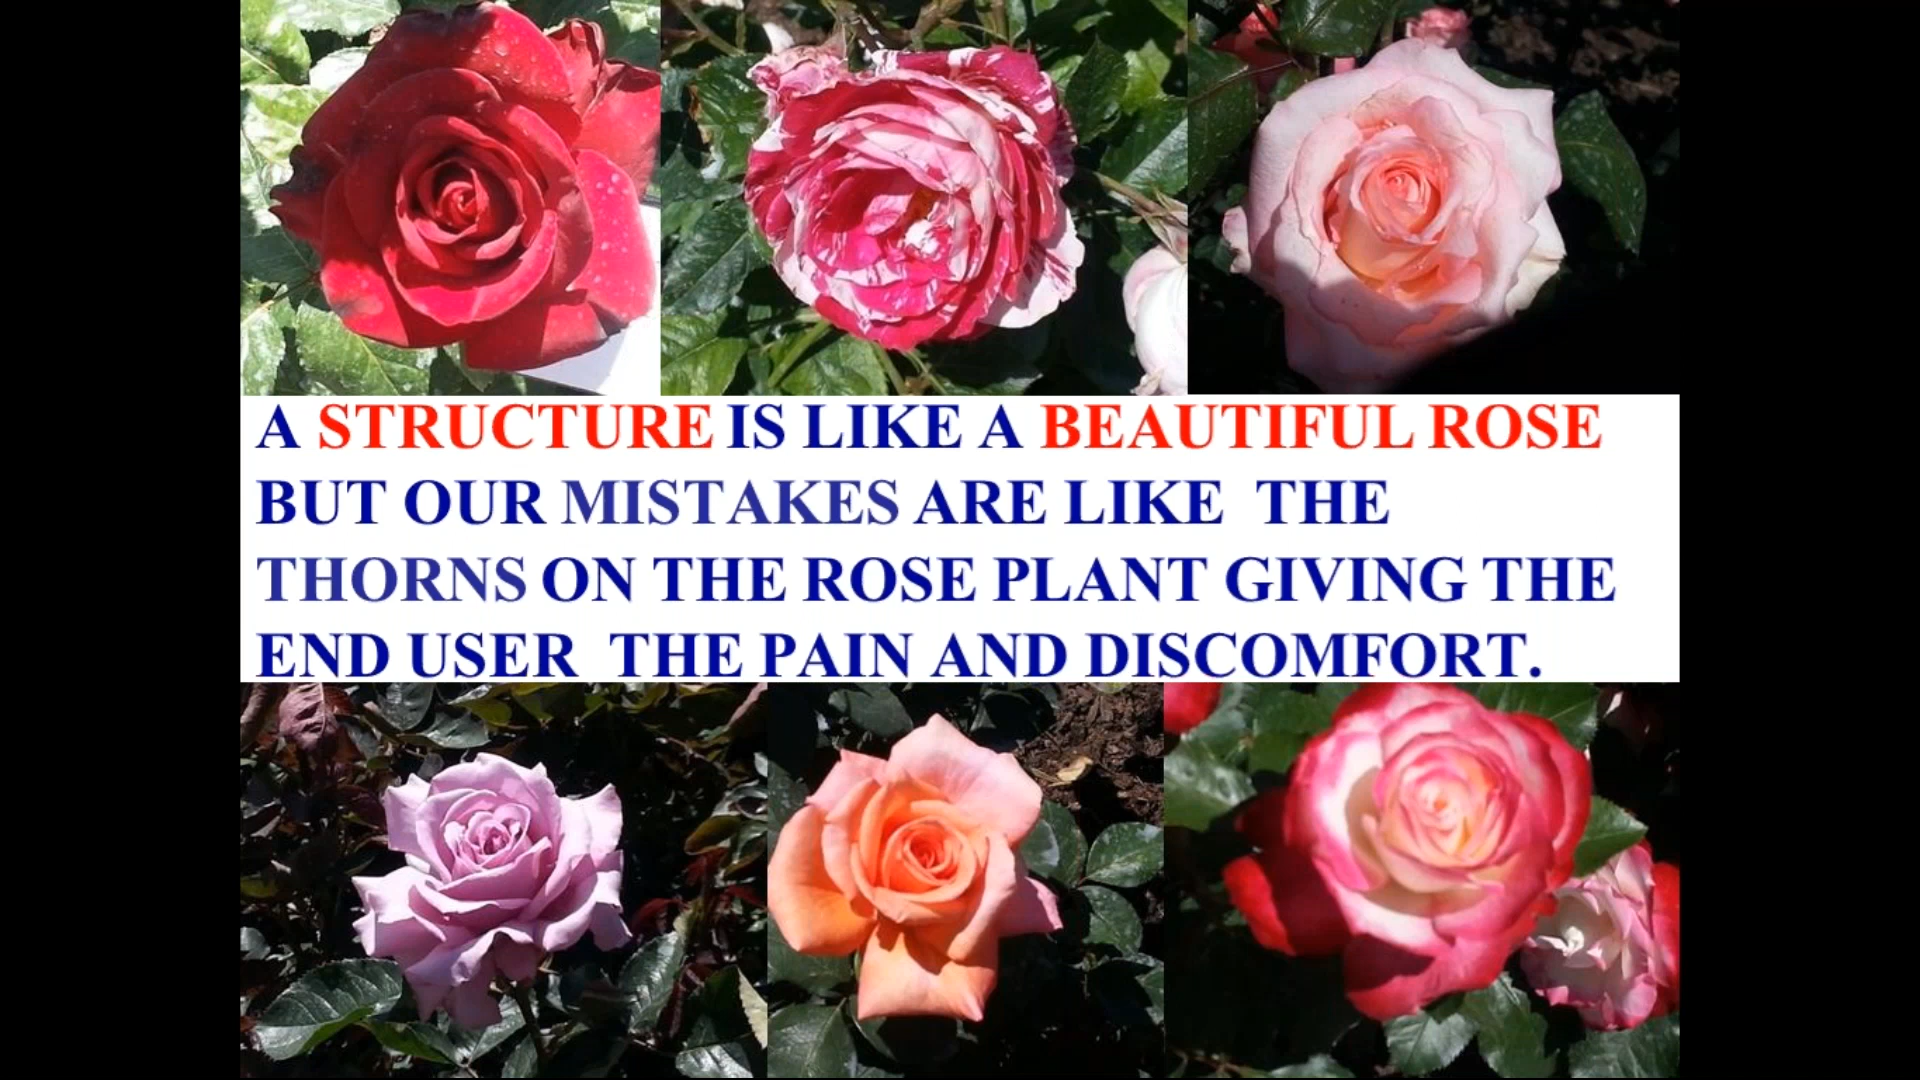 A STRUCTURE IS LIKE A BEAUTIFUL ROSE
BUT OUR MISTAKES ARE LIKE THE
THORNS ON THE ROSE PLANT GIVING THE
END USER THE PAIN AND DISCOMFORT.